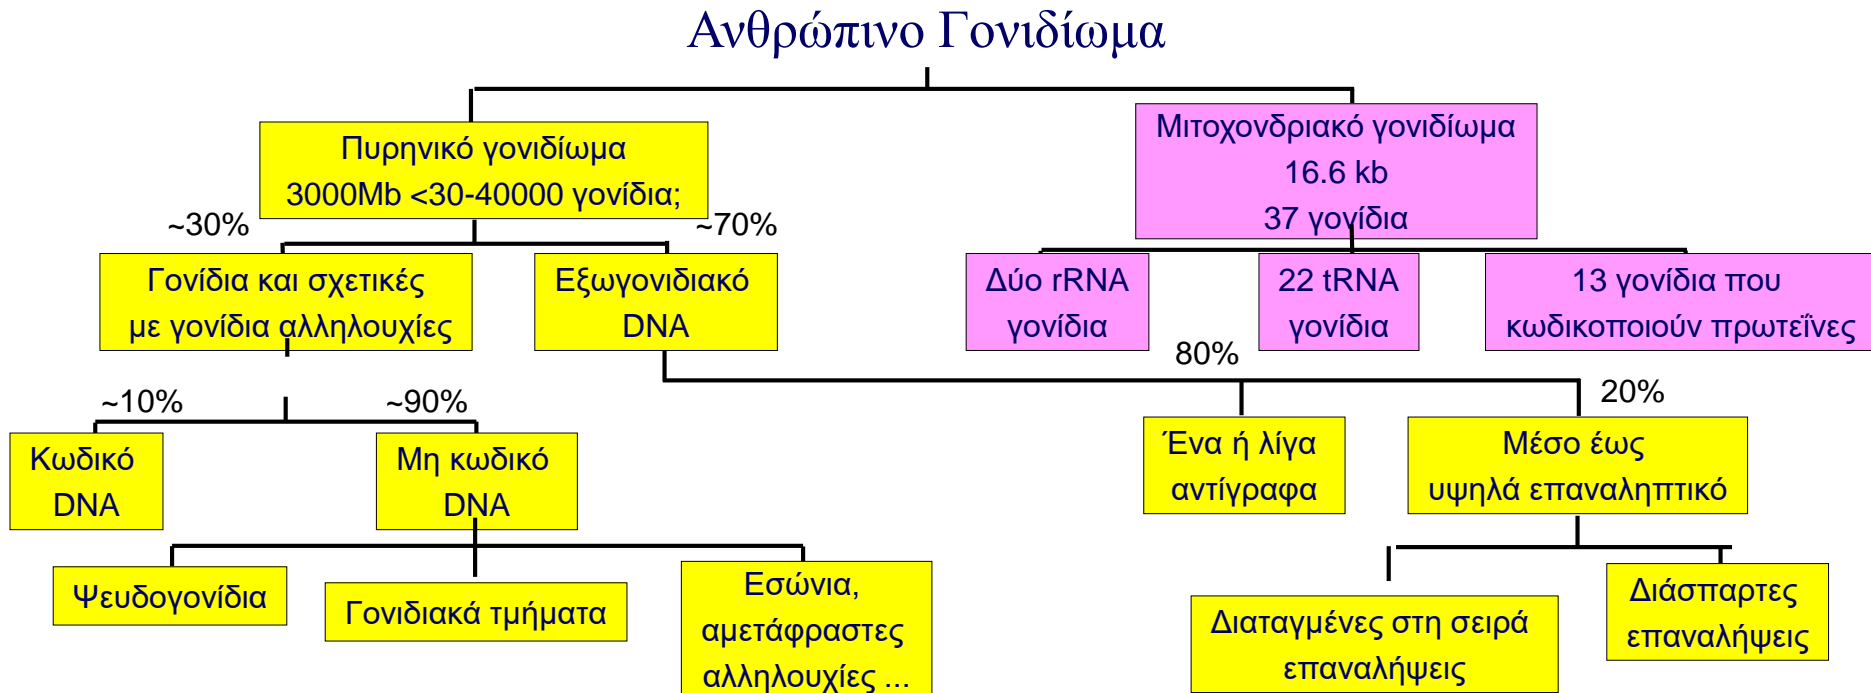 Ανθρώπινο Γονιδίωμα
Πυρηνικό γονιδίωμα
3000Mb <30-40000 γονίδια;
Μιτοχονδριακό γονιδίωμα
16.6 kb
37 γονίδια
~30%
~70%
Γονίδια και σχετικές
με γονίδια αλληλουχίες
Εξωγονιδιακό
DNA
Δύο rRNA
γονίδια
22 tRNA
γονίδια
13 γονίδια που
κωδικοποιούν πρωτεΐνες
80%
20%
~10%
~90%
Κωδικό
DNA
Μη κωδικό
DNA
Ένα ή λίγα
αντίγραφα
Μέσο έως
υψηλά επαναληπτικό
Ψευδογονίδια
Γονιδιακά τμήματα
Εσώνια,
αμετάφραστες
αλληλουχίες ...
Διαταγμένες στη σειρά
επαναλήψεις
Διάσπαρτες
επαναλήψεις